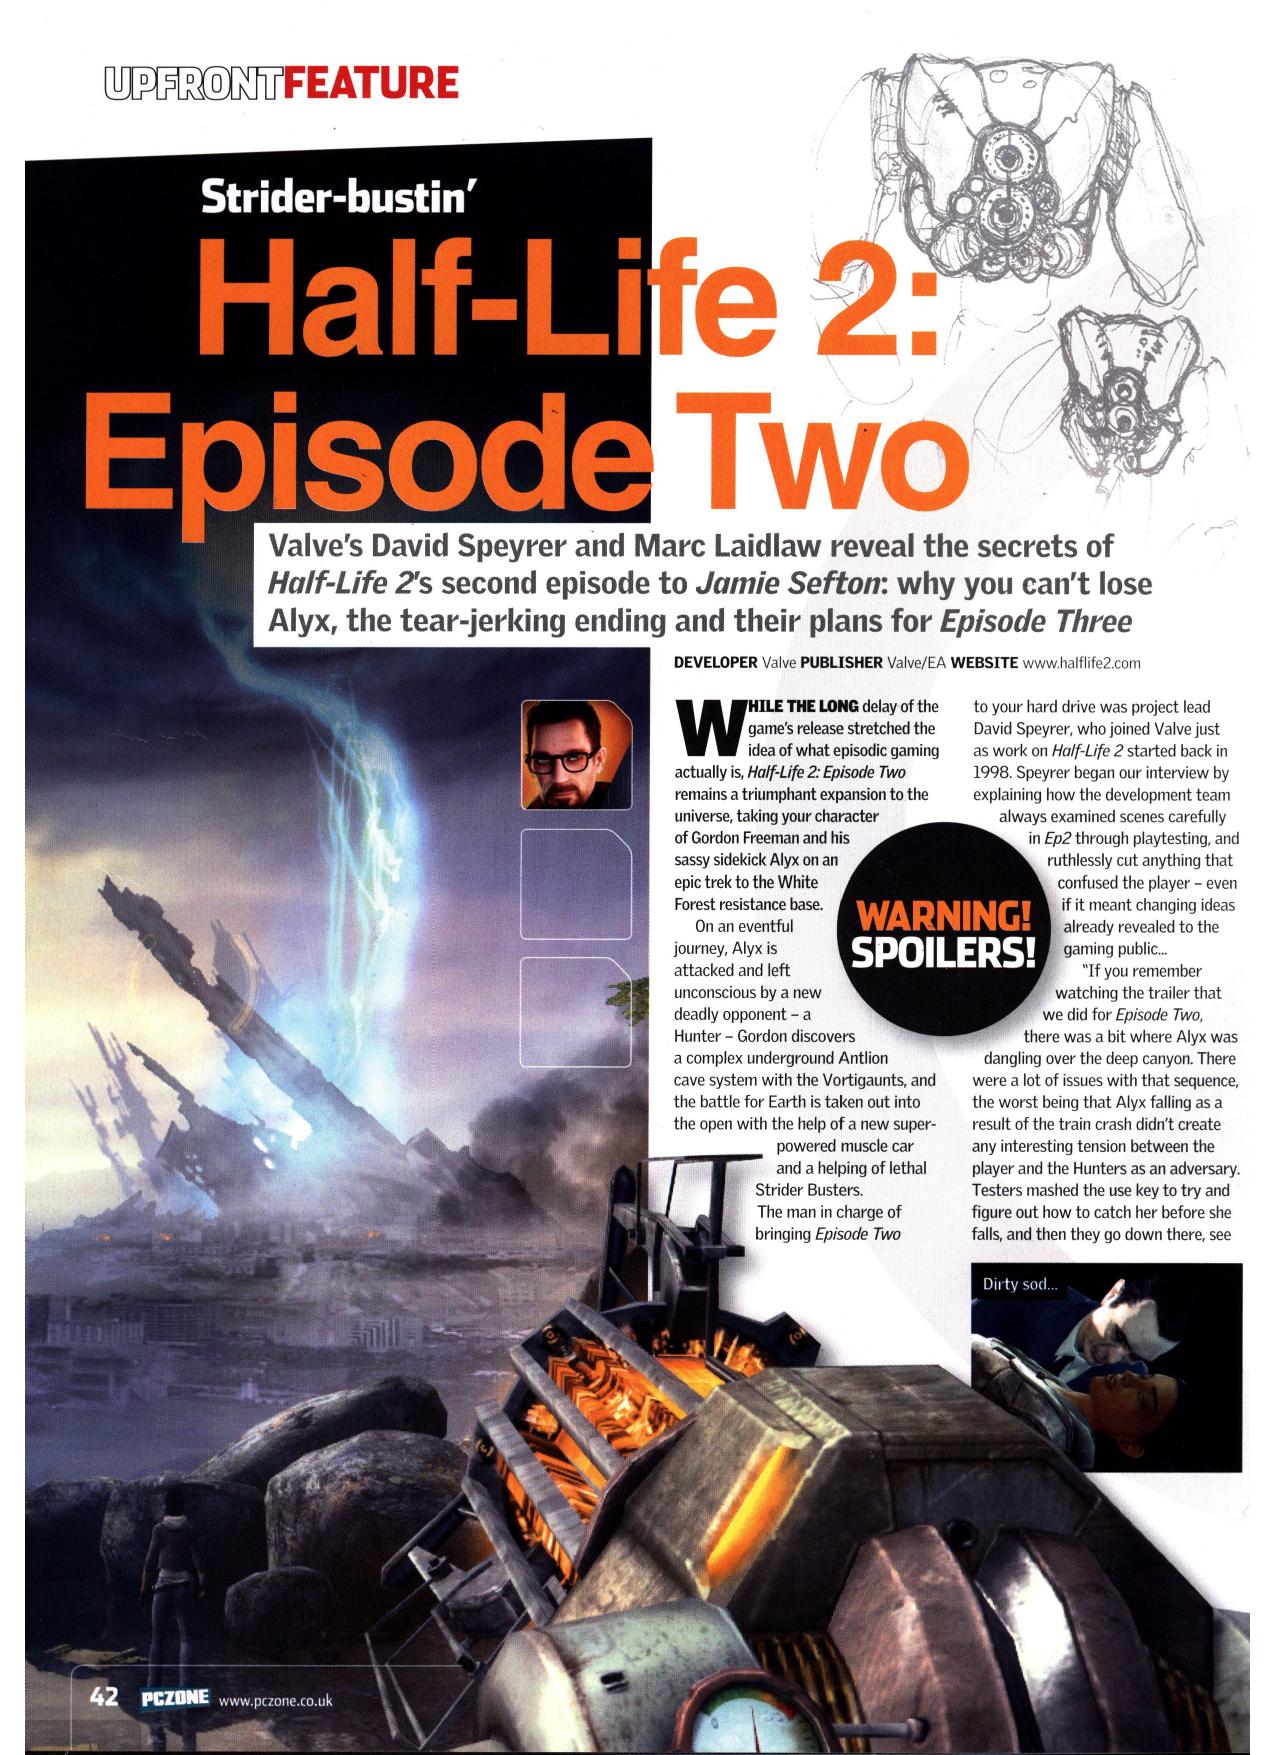 UPFRONTFEATURE
Strider-bustin'
Half-Life 2:
Episode Two
Valve's David Speyrer and Marc Laidlaw reveal the secrets of
Half-Life 2's second episode to Jamie Sefton: why you can't lose
Alyx, the tear-jerking ending and their plans for Episode Three
DEVELOPER Valve PUBLISHER Valve/EA WEBSITE www.halflife2.com
WHILE THE LONG delay of the
game's release stretched the
idea of what episodic gaming
actually is, Half-Life 2: Episode Two
remains a triumphant expansion to the
universe, taking your character
of Gordon Freeman and his
sassy sidekick Alyx on an
epic trek to the White
Forest resistance base.
On an eventful
journey, Alyx is
attacked and left
unconscious by a new
deadly opponent – a
Hunter – Gordon discovers
a complex underground Antlion
cave system with the Vortigaunts, and
the battle for Earth is taken out into
the open with the help of a new super-
powered muscle car
and a helping of lethal
Strider Busters.
The man in charge of
bringing Episode Two
to your hard drive was project lead
David Speyrer, who joined Valve just
as work on Half-Life 2 started back in
1998. Speyrer began our interview by
explaining how the development team
always examined scenes carefully
in Ep2 through playtesting, and
ruthlessly cut anything that
confused the player – even
if it meant changing ideas
already revealed to the
gaming public...
"If you remember
watching the trailer that
we did for Episode Two,
there was a bit where Alyx was
dangling over the deep canyon. There
were a lot of issues with that sequence,
the worst being that Alyx falling as a
result of the train crash didn't create
any interesting tension between the
player and the Hunters as an adversary.
Testers mashed the use key to try and
figure out how to catch her before she
falls, and then they go down there, see
WARNING!
SPOILERS!
Dirty sod...
42 PCZONE www.pczone.co.uk